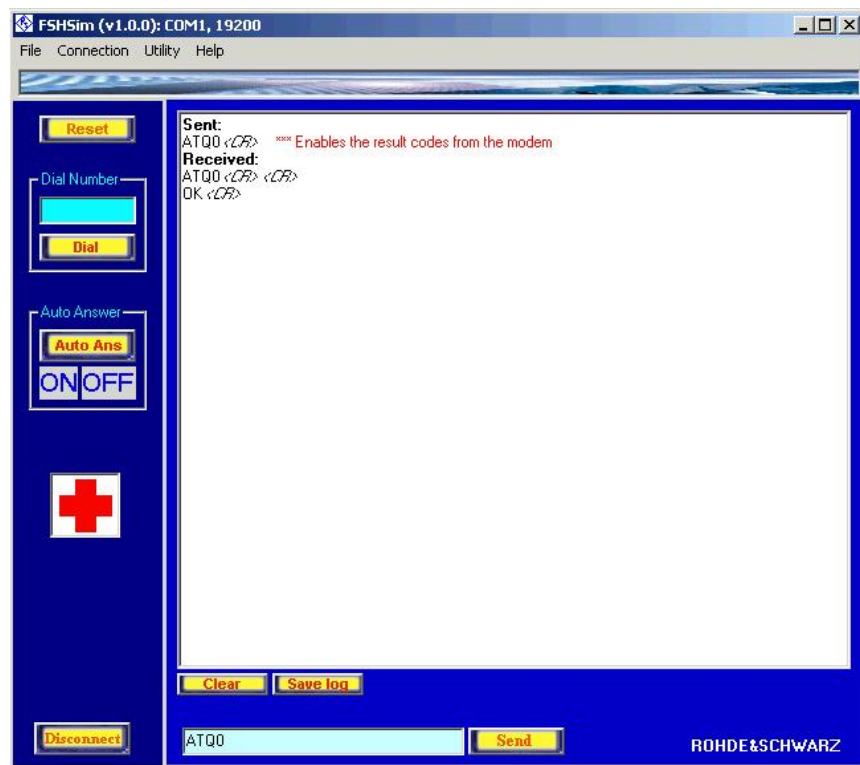 FSHSim (v1.0.0): COM1, 19200
File Connection Utility Help
Reset
Dial Number
Dial
Auto Answer
Auto Ans
ON OFF
Disconnect
Sent:
ATQ0 <CR> *** Enables the result codes from the modem
Received:
ATQ0 <CR> <CR>
OK <CR>
Clear Save log
ATQ0 Send
ROHDE&SCHWARZ